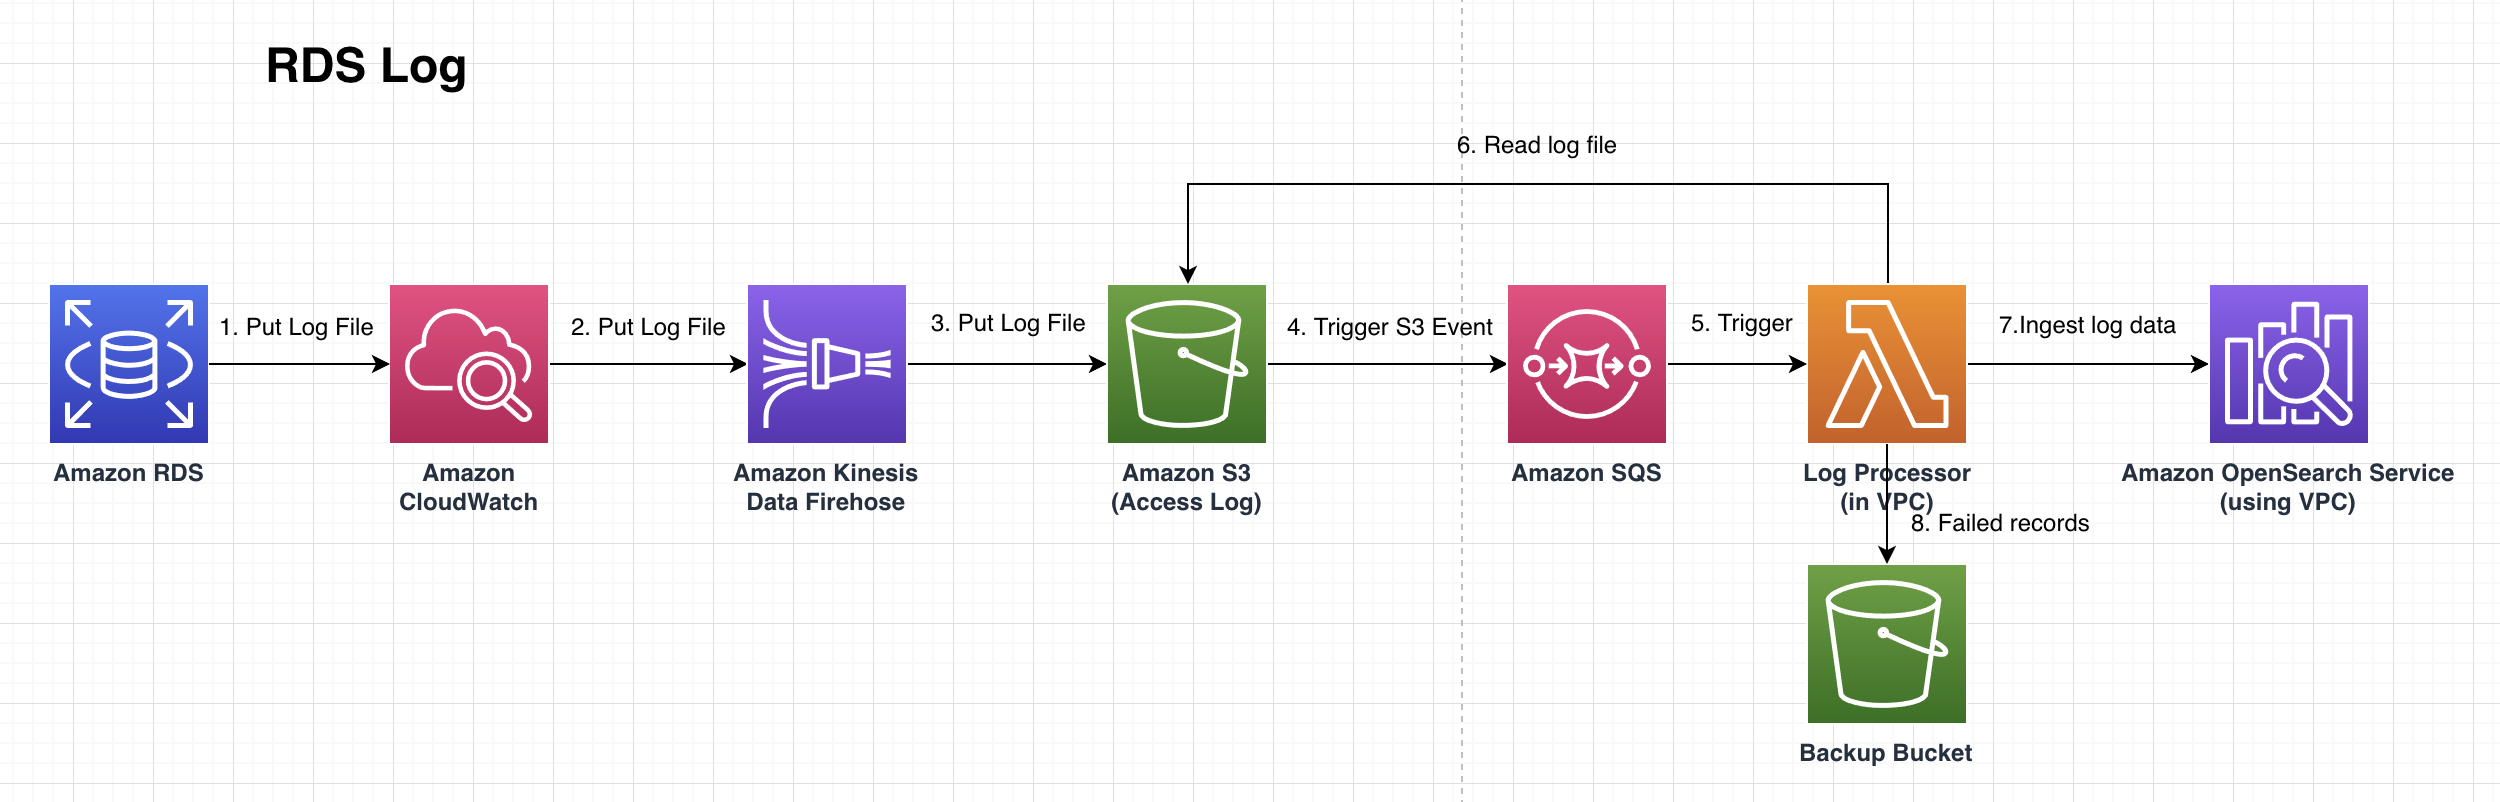 RDS Log
6. Read log file
1. Put Log File
2. Put Log File
3. Put Log File
4. Trigger S3 Event
5. Trigger
7.Ingest log data
Amazon RDS
Amazon
CloudWatch
Amazon Kinesis
Data Firehose
Amazon S3
(Access Log)
Amazon SQS
Log Processor
(in VPC)
Amazon OpenSearch Service
(using VPC)
8. Failed records
Backup Bucket